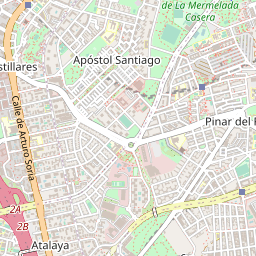 de La Mermelada
Casera
Apóstol Santiago
stillares
Calle de Arturo Soria
Pinar del R
2A
2B
Atalaya